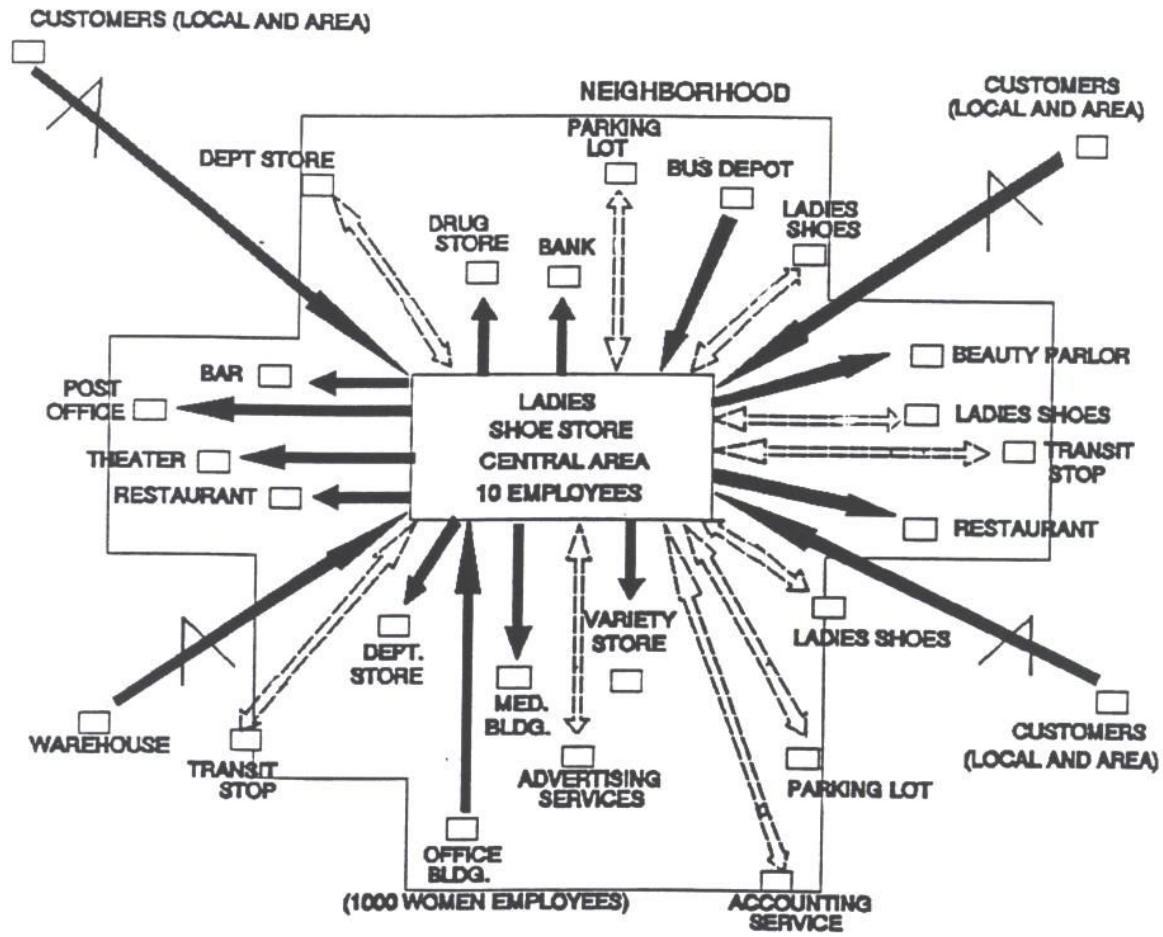 CUSTOMERS (LOCAL AND AREA)
NEIGHBORHOOD
CUSTOMERS
(LOCAL AND AREA)
DEPT STORE
PARKING
LOT
BUS DEPOT
LADIES
SHOES
DRUG
STORE
BANK
BAR
POST
OFFICE
THEATER
RESTAURANT
LADIES
SHOE STORE
CENTRAL AREA
10 EMPLOYEES
BEAUTY PARLOR
LADIES SHOES
TRANSIT
STOP
RESTAURANT
DEPT.
STORE
VARIETY
STORE
LADIES SHOES
MED.
BLDG.
WAREHOUSE
TRANSIT
STOP
ADVERTISING
SERVICES
PARKING LOT
CUSTOMERS
(LOCAL AND AREA)
OFFICE
BLDG.
(1000 WOMEN EMPLOYEES)
ACCOUNTING
SERVICE